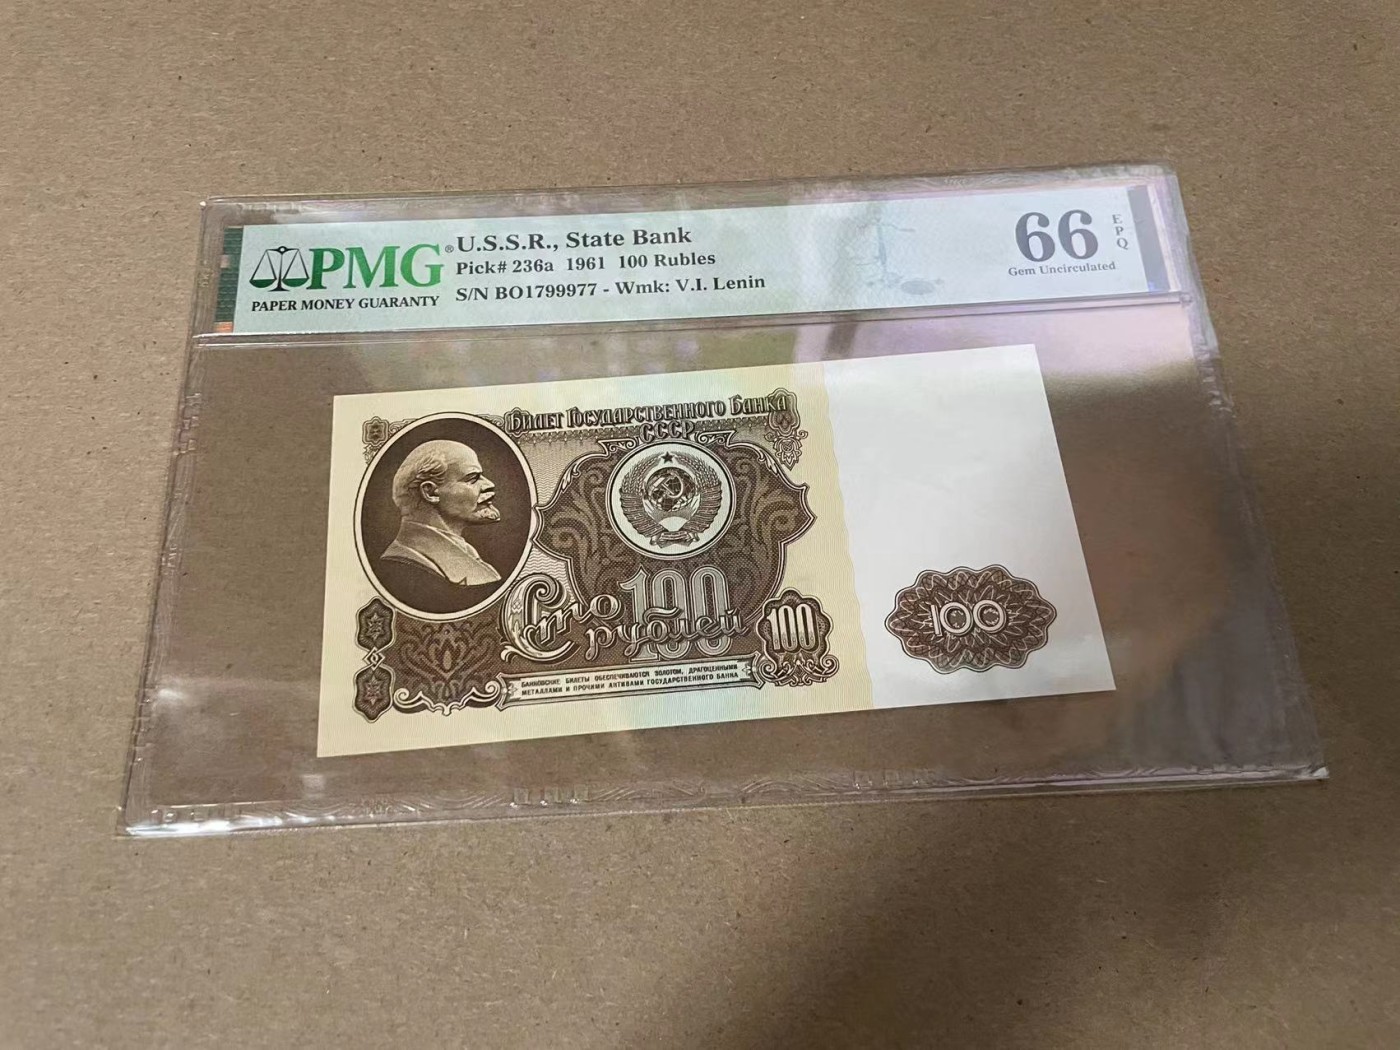 PMG®
PAPER MONEY GUARANTY
U.S.S.R., State Bank
Pick# 236a 1961 100 Rubles
S/N BO1799977 - Wmk: V.I. Lenin
66
EPQ
Gem Uncirculated
Билет Государственного Банка
СССР
100
Сто
рублей
100
100
БАНКОВСКИЕ БИЛЕТЫ ОБЕСПЕЧИВАЮТСЯ ЗОЛОТОМ, ДРАГОЦЕННЫМИ
МЕТАЛЛАМИ И ПРОЧИМИ АКТИВАМИ ГОСУДАРСТВЕННОГО БАНКА